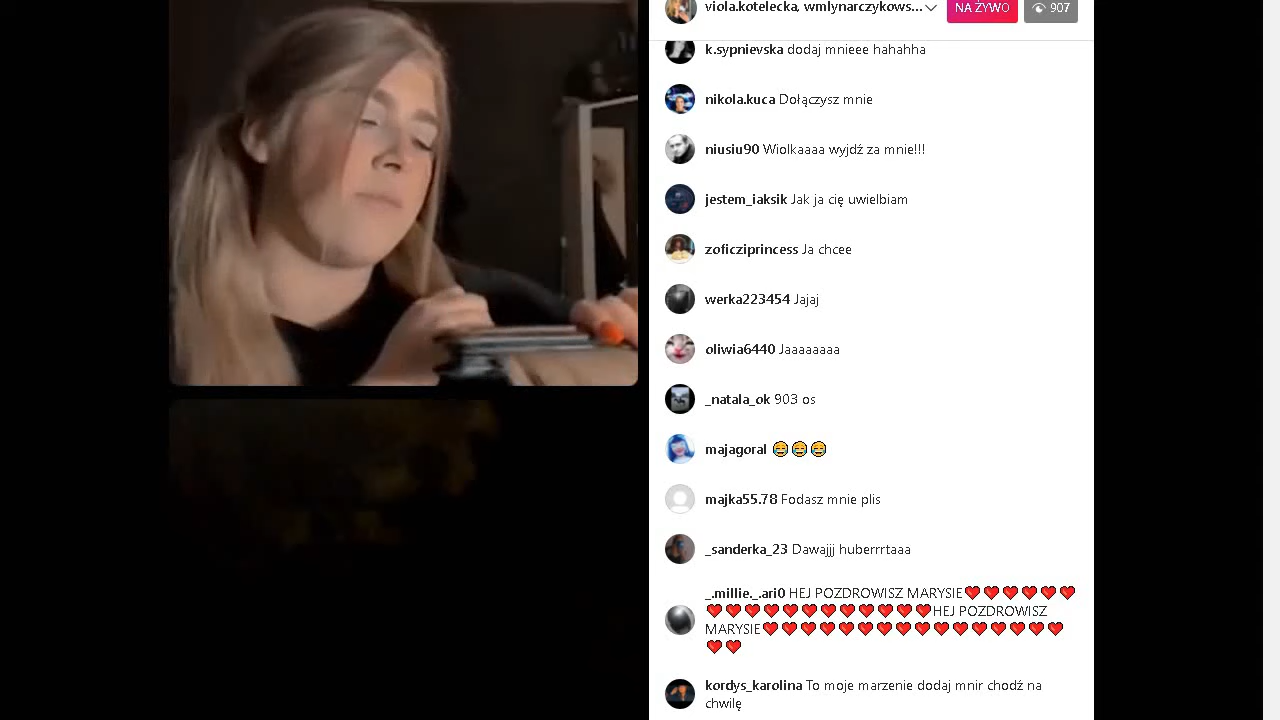 viola.kotelecka, wmlynarczykows... NA ŻYWO 907
k.sypnievska dodaj mnieee hahahha
nikola.kuca Dołączysz mnie
niusiu90 Wiolkaaaa wyjdź za mnie!!!
jestem_iaksik Jak ja cię uwielbiam
zoficziprincess Ja chcee
werka223454 Jajaj
oliwia6440 Jaaaaaaaa
_natala_ok 903 os
majagoral 😂😂😂
majka55.78 Fodasz mnie plis
_sanderka_23 Dawajjj huberrrtaaa
_.millie._.ari0 HEJ POZDROWISZ MARYSIE❤❤❤❤❤❤
❤❤❤❤❤❤❤❤❤❤❤❤HEJ POZDROWISZ
MARYSIE❤❤❤❤❤❤❤❤❤❤❤❤❤❤❤❤
❤❤
kordys_karolina To moje marzenie dodaj mnir chodź na
chwilę